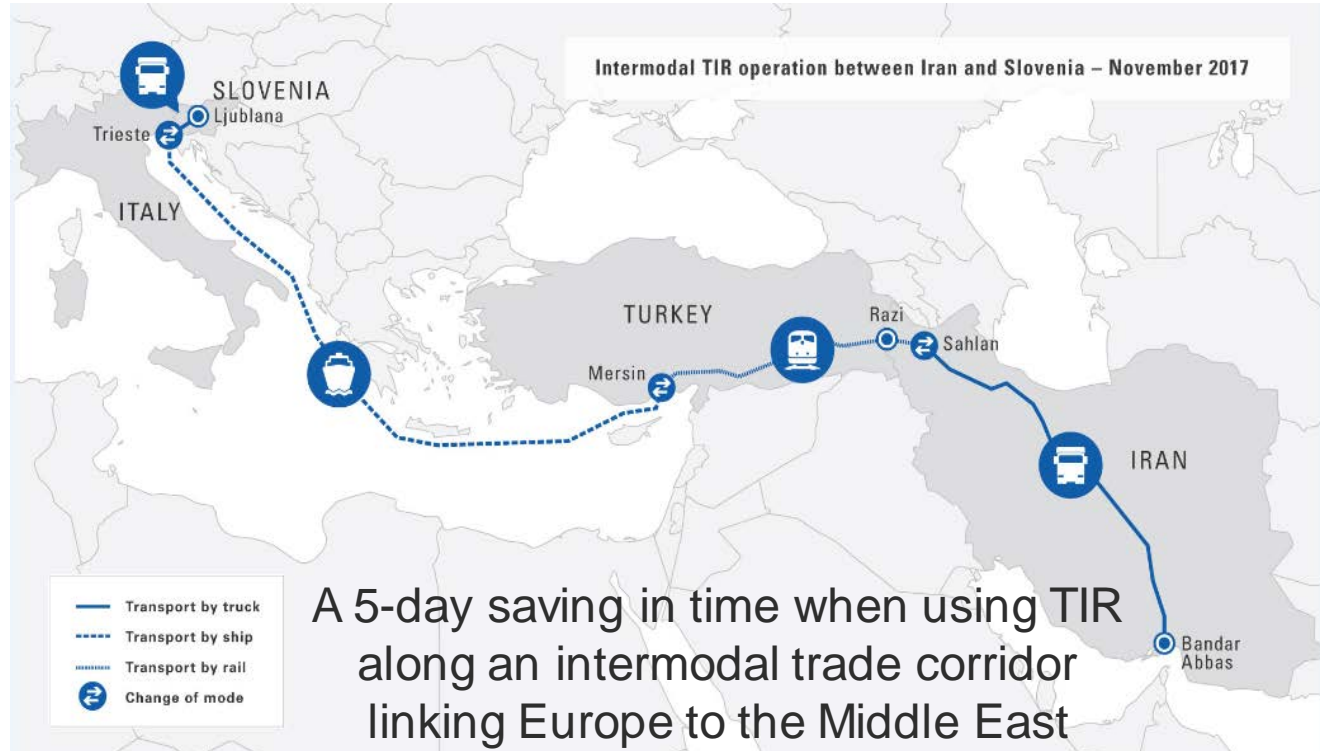 Intermodal TIR operation between Iran and Slovenia – November 2017
SLOVENIA
Ljublana
Trieste
ITALY
TURKEY
Razi
Sahlan
Mersin
IRAN
Bandar
Abbas
Transport by truck
Transport by ship
Transport by rail
Change of mode
A 5-day saving in time when using TIR
along an intermodal trade corridor
linking Europe to the Middle East